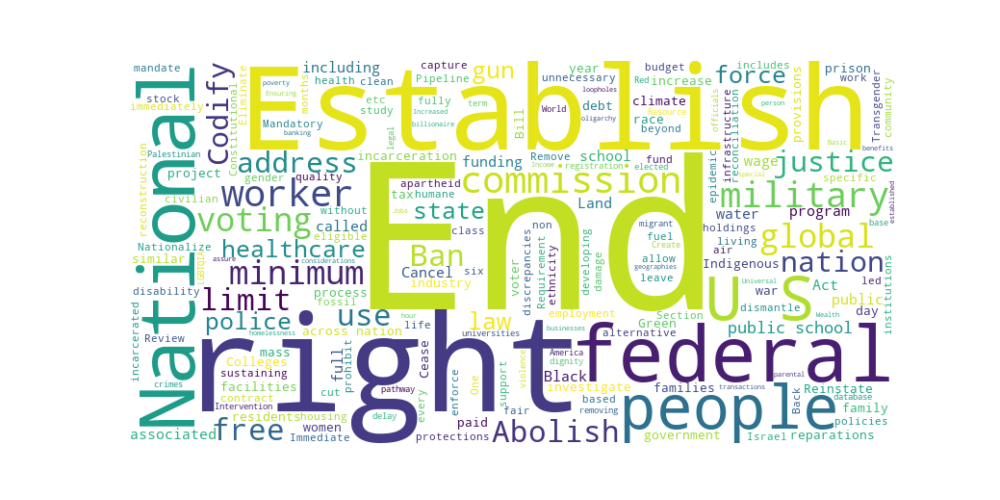 mandate
National
Codify
including
Establish
capture
gun
unnecessary
year
budget
prison
includes
force
work
poverty
Ensuring
health
clean
months
Pipeline
loopholes
Red
increase
officials
provisions
Transgender
community
stock
immediately
Constitutional
Eliminate
etc
study
fully
Increased
billionaire
term
Bill
World
oligarchy
debt
climate
Resource
race
beyond
person
infrastructure
reconciliation
Mandatory
banking
legal
Basic
benefits
Palestinian
address
incarceration
funding
Remove
school
Income
registration
elected
fund
epidemic
wage
justice
project
gender
quality
End
commission
special
specific
reconstruction
worker
apartheid
humane
tax
Land
military
established
civilian
voting
without
called
Jobs
state
class
migrant
water
holdings
program
base
Nationalize
healthcare
eligible
non
voter
Requirement
ethnicity
discrepancies
developing
damage
fuel
Create
living
air
global
similar
LGBTQIA
assure
considerations
Ban
allow
geographies
Indigenous
Universal
nation
institutions
minimum
Cancel
six
industry
leave
war
led
disability
limit
process
fossil
U S
dismantle
Act
public
day
police
use
hour
law
employment
alternative
Section
Green
Wealth
public school
incarcerated
Review
homelessness
across nation
life
universities
businesses
right
federal
mass
full
prohibit
Cease
America
dignity
violence
Colleges
sustaining
crimes
facilities
Intervention
contract
cut
pathway
every
enforce
One
support
Black
investigate
families
transactions
parental
Reinstate
database
based
removing
people
Back
family
policies
residents
housing
delay
fair
associated
free
women
Immediate
paid
protections
Abolish
government
Israel
reparations